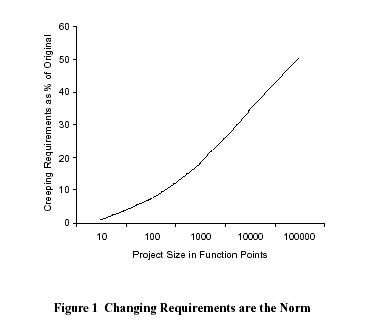 Creeping Requirements as % of Original
60
50
40
30
20
10
0
10 100 1000 10000 100000
Project Size in Function Points
Figure 1 Changing Requirements are the Norm